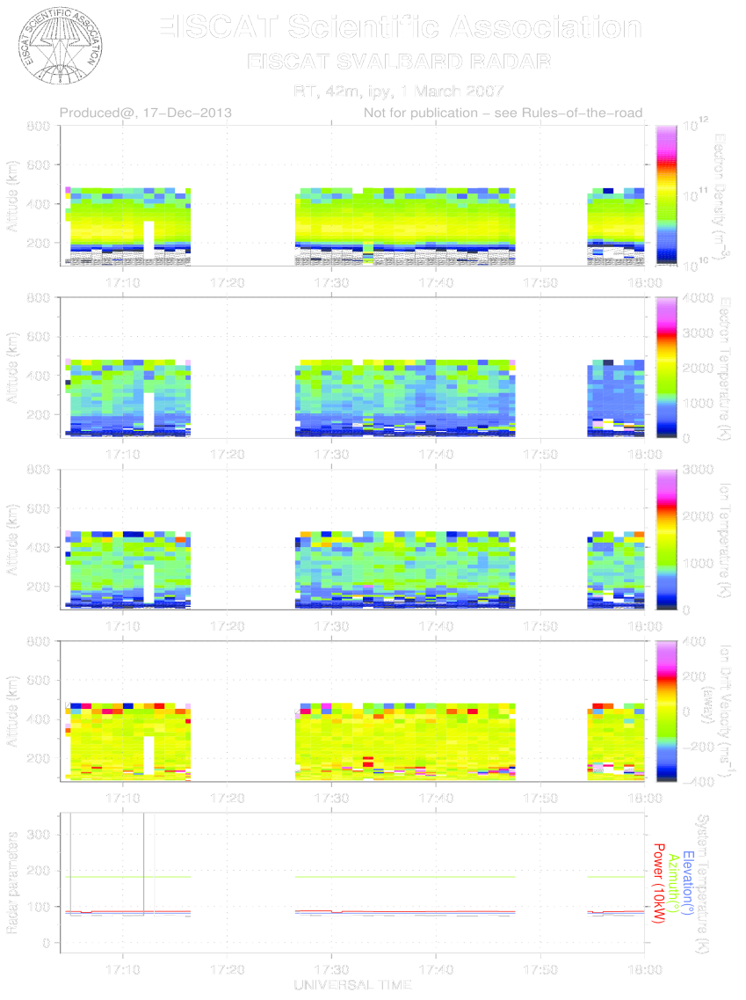 EISCAT SCIENTIFIC ASSOCIATION
EISCAT Scientific Association
EISCAT SVALBARD RADAR
RT, 42m, ipy, 1 March 2007
Produced@, 17-Dec-2013 Not for publication - see Rules-of-the-road
800
600
400
200
Altitude (km)
10^12
10^11
10^10
Electron Density (m^-3)
17:10 17:20 17:30 17:40 17:50 18:00
800
600
400
200
Altitude (km)
4000
3000
2000
1000
0
Electron Temperature (K)
17:10 17:20 17:30 17:40 17:50 18:00
800
600
400
200
Altitude (km)
3000
2000
1000
0
Ion Temperature (K)
17:10 17:20 17:30 17:40 17:50 18:00
800
600
400
200
Altitude (km)
400
200
0
-200
-400
Ion Drift Velocity (ms^-1)
(away)
17:10 17:20 17:30 17:40 17:50 18:00
300
200
100
0
Radar parameters
System Temperature (K)
Elevation(°)
Azimuth(°)
Power (10kW)
17:10 17:20 17:30 17:40 17:50 18:00
UNIVERSAL TIME